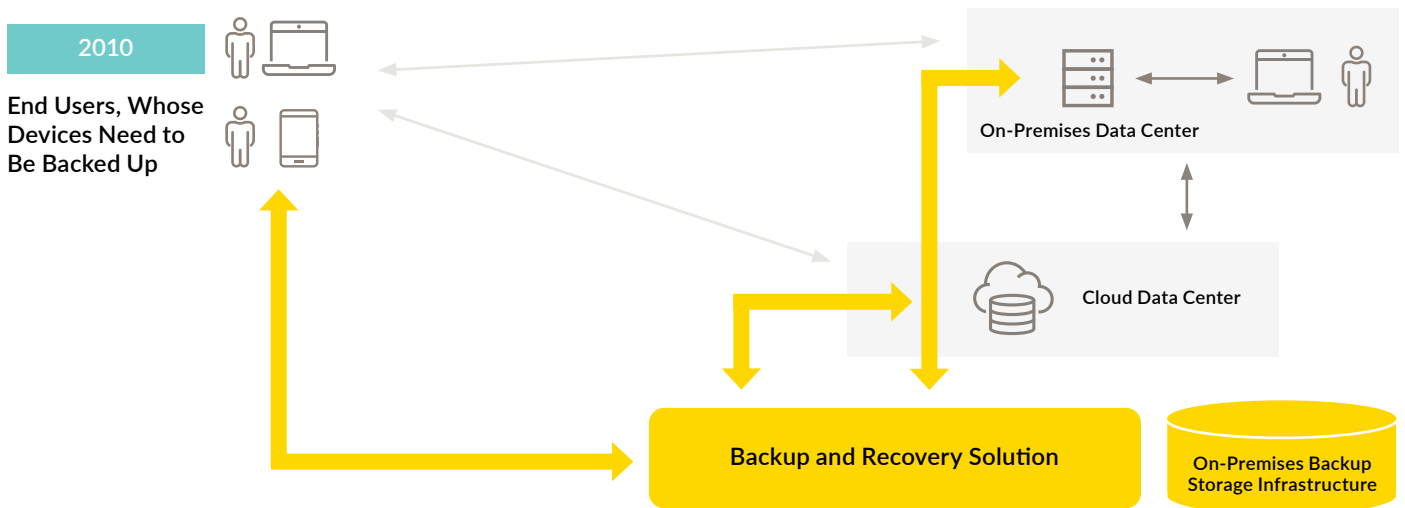 2010
End Users, Whose
Devices Need to
Be Backed Up
On-Premises Data Center
Cloud Data Center
Backup and Recovery Solution
On-Premises Backup
Storage Infrastructure